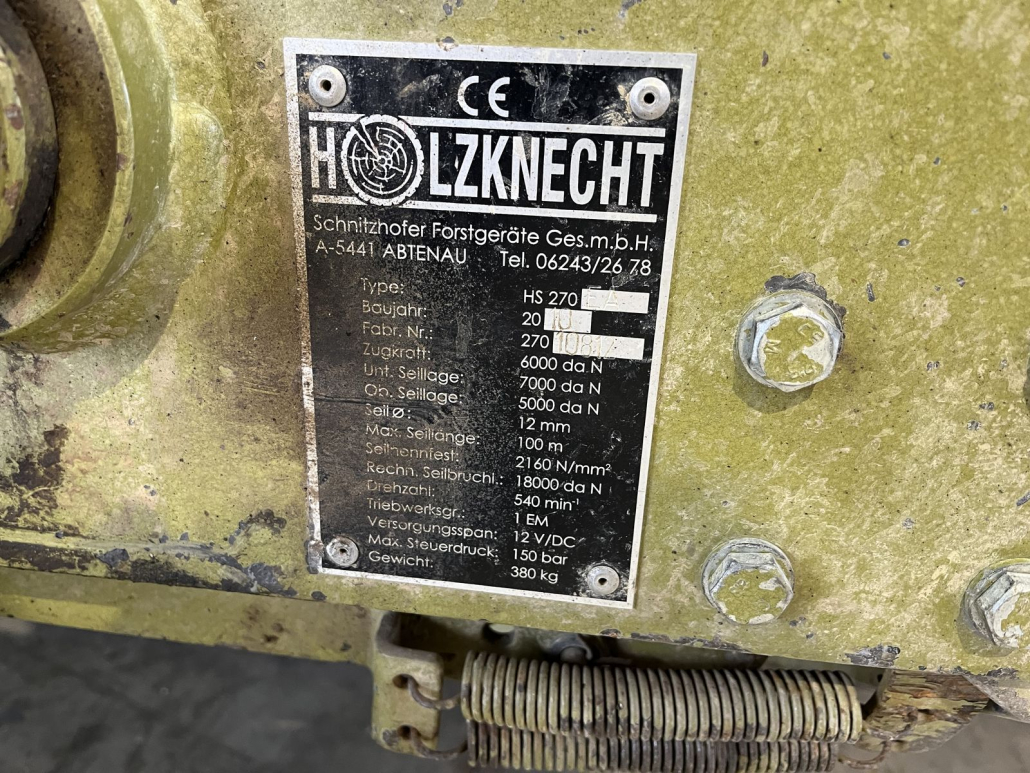 CE
HOLZKNECHT
Schnitzhofer Forstgeräte Ges.m.b.H.
A-5441 ABTENAU Tel. 06243/26 78
Type: HS 270
Baujahr: 20 10
Fabr. Nr.: 270
Zugkraft: 6000 da N
Unt. Seillage: 7000 da N
Ob. Seillage: 5000 da N
Seil Ø: 12 mm
Max. Seillänge: 100 m
Seilnennfest: 2160 N/mm²
Rechn. Seilbruchl.: 18000 da N
Drehzahl: 540 min⁻¹
Triebwerksgr.: 1 EM
Versorgungsspan: 12 V/DC
Max. Steuerdruck: 150 bar
Gewicht: 380 kg